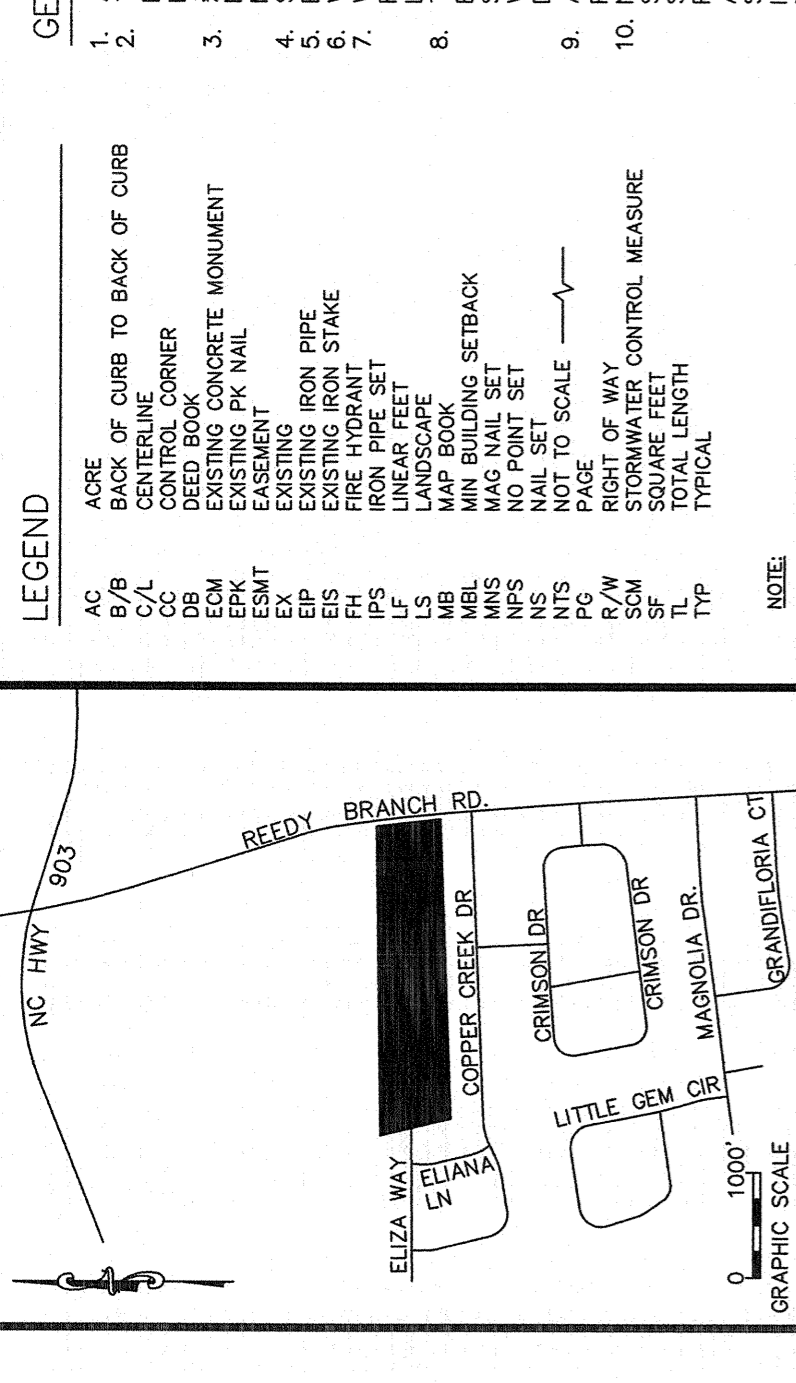 NC HWY
903
REEDY BRANCH RD.
ELIZA WAY
ELIANA
LN
COPPER CREEK DR
CRIMSON DR
CRIMSON DR
LITTLE GEM CIR
MAGNOLIA DR.
GRANDIFLORIA CT
0 1000'
GRAPHIC SCALE
LEGEND
AC ACRE
B/B BACK OF CURB TO BACK OF CURB
C/L CENTERLINE
CC CONTROL CORNER
DB DEED BOOK
ECM EXISTING CONCRETE MONUMENT
EPK EXISTING PK NAIL
ESMT EASEMENT
EX EXISTING
EIP EXISTING IRON PIPE
EIS EXISTING IRON STAKE
FH FIRE HYDRANT
IPS IRON PIPE SET
LF LINEAR FEET
LS LANDSCAPE
MB MAP BOOK
MBL MIN BUILDING SETBACK
MNS MAG NAIL SET
NPS NO POINT SET
NS NAIL SET
NTS NOT TO SCALE
PG PAGE
R/W RIGHT OF WAY
SCM STORMWATER CONTROL MEASURE
SF SQUARE FEET
TL TOTAL LENGTH
TYP TYPICAL
NOTE:
GE
1.
2.
3.
4.
5.
6.
7.
8.
9.
10.